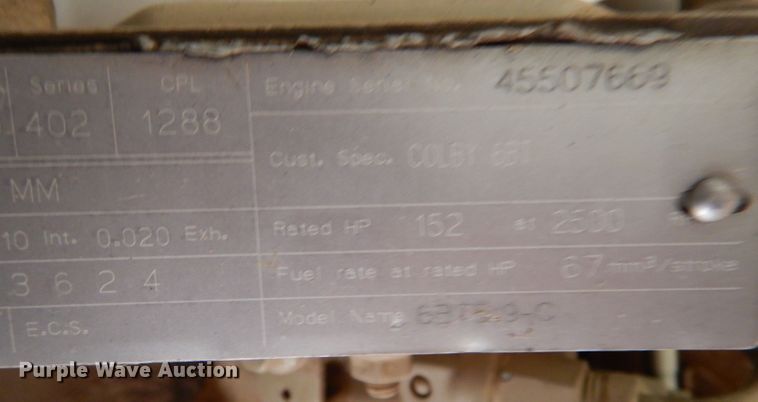 Series CPL Engine Serial No. 45507669
402 1288
Cust. Spec. COLBY 6BT
MM
10 Int. 0.020 Exh. Rated HP 152 at 2500
3 6 2 4 Fuel rate at rated HP 67 mm³/stroke
E.C.S. Model Name 6BT5.9-C
Purple Wave Auction